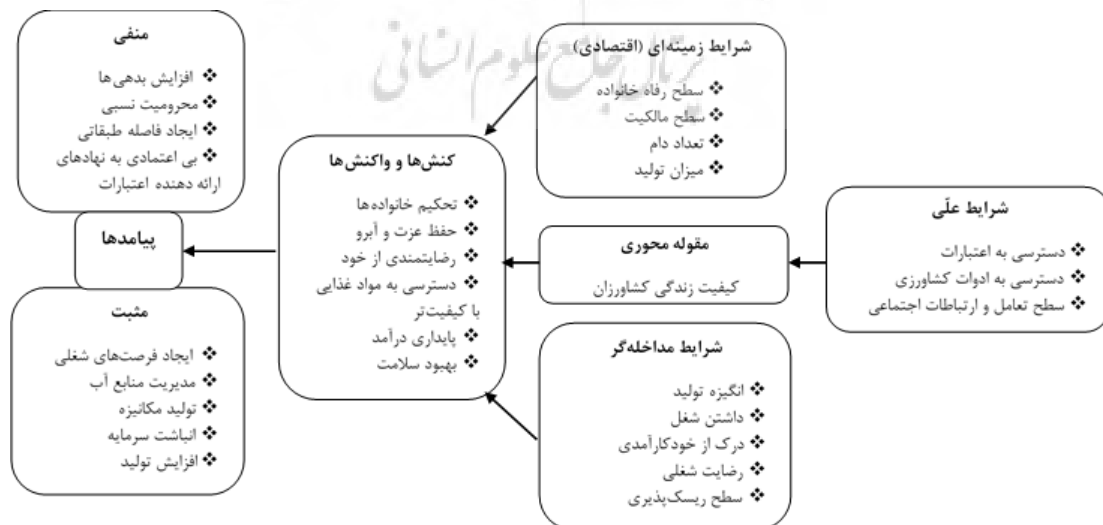 شرایط علّی
❖ دسترسی به اعتبارات
❖ دسترسی به ادوات کشاورزی
❖ سطح تعامل و ارتباطات اجتماعی
شرایط زمینه‌ای (اقتصادی)
❖ سطح رفاه خانواده
❖ سطح مالکیت
❖ تعداد دام
❖ میزان تولید
مقوله محوری
کیفیت زندگی کشاورزان
شرایط مداخله‌گر
❖ انگیزه تولید
❖ داشتن شغل
❖ درک از خودکارآمدی
❖ رضایت شغلی
❖ سطح ریسک‌پذیری
کنش‌ها و واکنش‌ها
❖ تحکیم خانواده‌ها
❖ حفظ عزت و آبرو
❖ رضایتمندی از خود
❖ دسترسی به مواد غذایی
با کیفیت‌تر
❖ پایداری درآمد
❖ بهبود سلامت
منفی
❖ افزایش بدهی‌ها
❖ محرومیت نسبی
❖ ایجاد فاصله طبقاتی
❖ بی اعتمادی به نهادهای
ارائه دهنده اعتبارات
پیامدها
مثبت
❖ ایجاد فرصت‌های شغلی
❖ مدیریت منابع آب
❖ تولید مکانیزه
❖ انباشت سرمایه
❖ افزایش تولید
پرتال جامع علوم انسانی